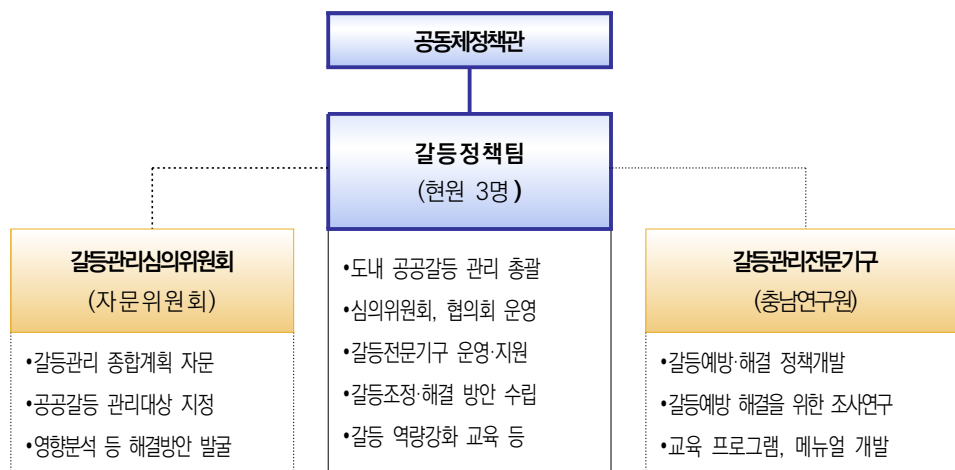 공동체정책관
갈등정책팀
(현원 3명)
갈등관리심의위원회
(자문위원회)
•갈등관리 종합계획 자문
•공공갈등 관리대상 지정
•영향분석 등 해결방안 발굴
•도내 공공갈등 관리 총괄
•심의위원회, 협의회 운영
•갈등전문기구 운영·지원
•갈등조정·해결 방안 수립
•갈등 역량강화 교육 등
갈등관리전문기구
(충남연구원)
•갈등예방·해결 정책개발
•갈등예방 해결을 위한 조사연구
•교육 프로그램, 메뉴얼 개발